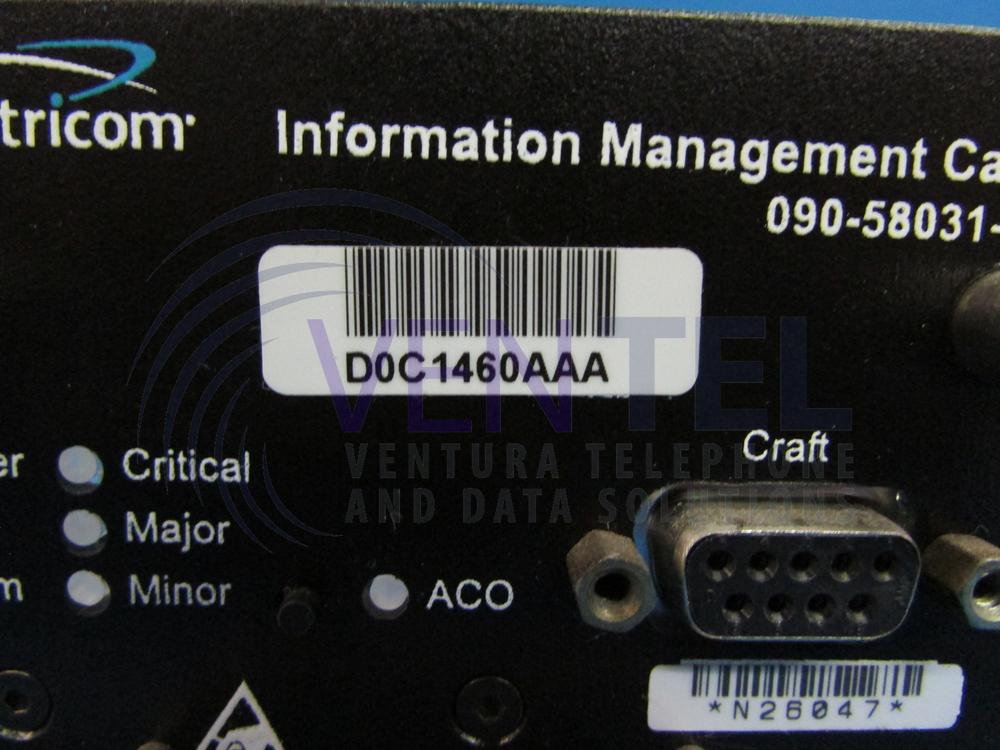 tricom
Information Management Ca
090-58031-
D0C1460AAA
VENTEL
VENTURA TELEPHONE
AND DATA SOLUTIONS
Craft
er
Critical
Major
m
Minor
ACO
*N26047*